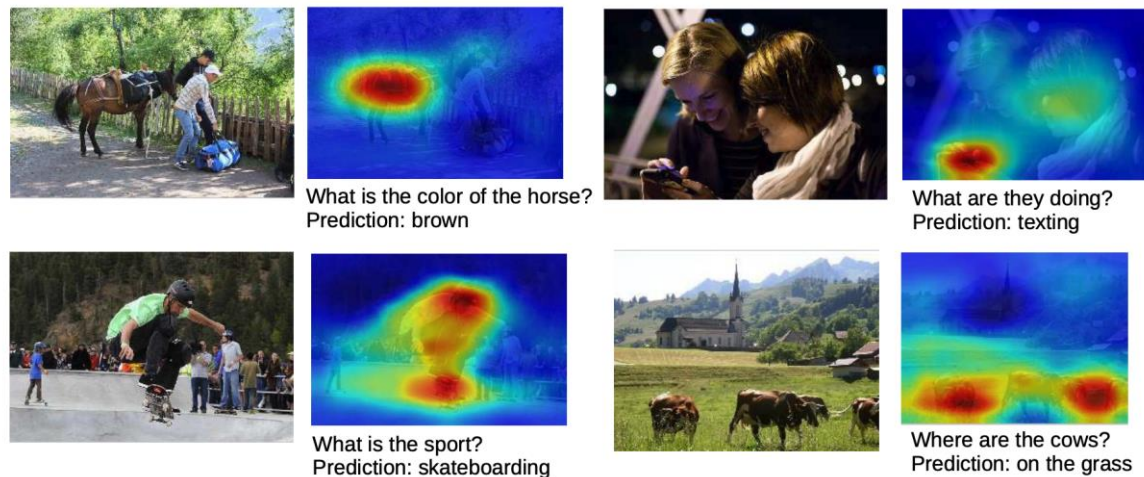 What is the color of the horse?
Prediction: brown
What are they doing?
Prediction: texting
What is the sport?
Prediction: skateboarding
Where are the cows?
Prediction: on the grass